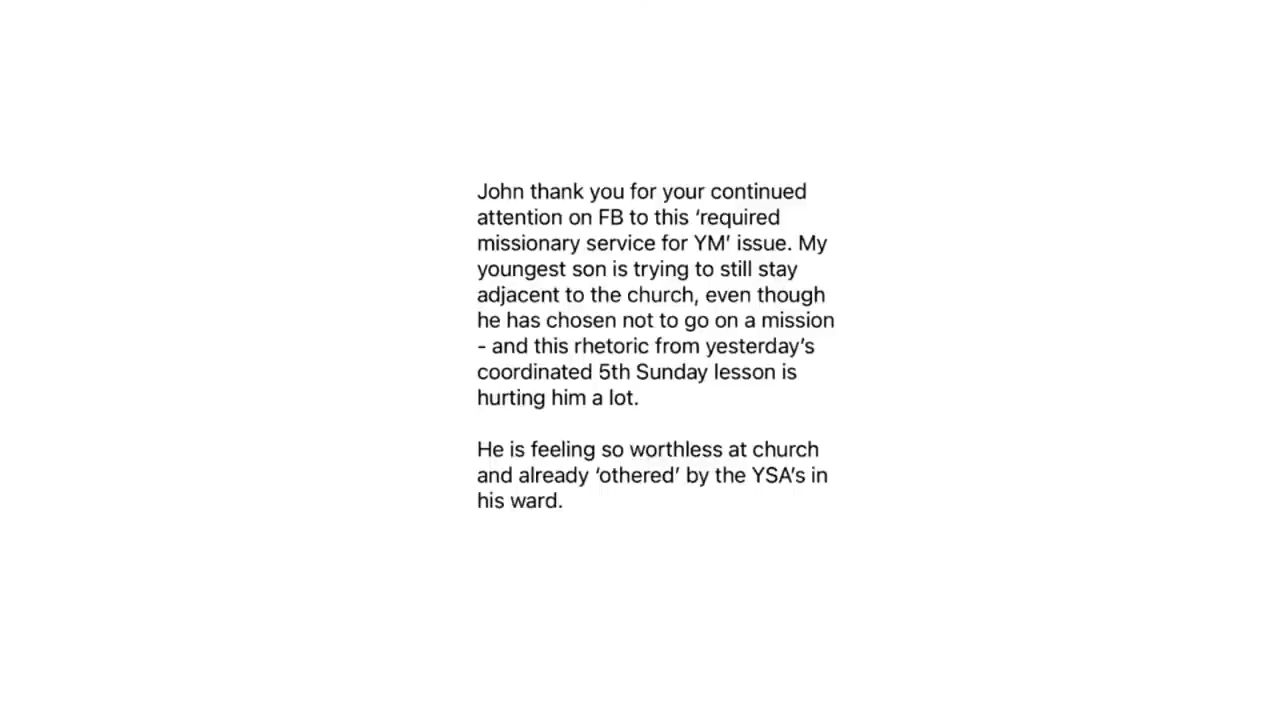 John thank you for your continued
attention on FB to this ‘required
missionary service for YM’ issue. My
youngest son is trying to still stay
adjacent to the church, even though
he has chosen not to go on a mission
- and this rhetoric from yesterday’s
coordinated 5th Sunday lesson is
hurting him a lot.
He is feeling so worthless at church
and already ‘othered’ by the YSA’s in
his ward.